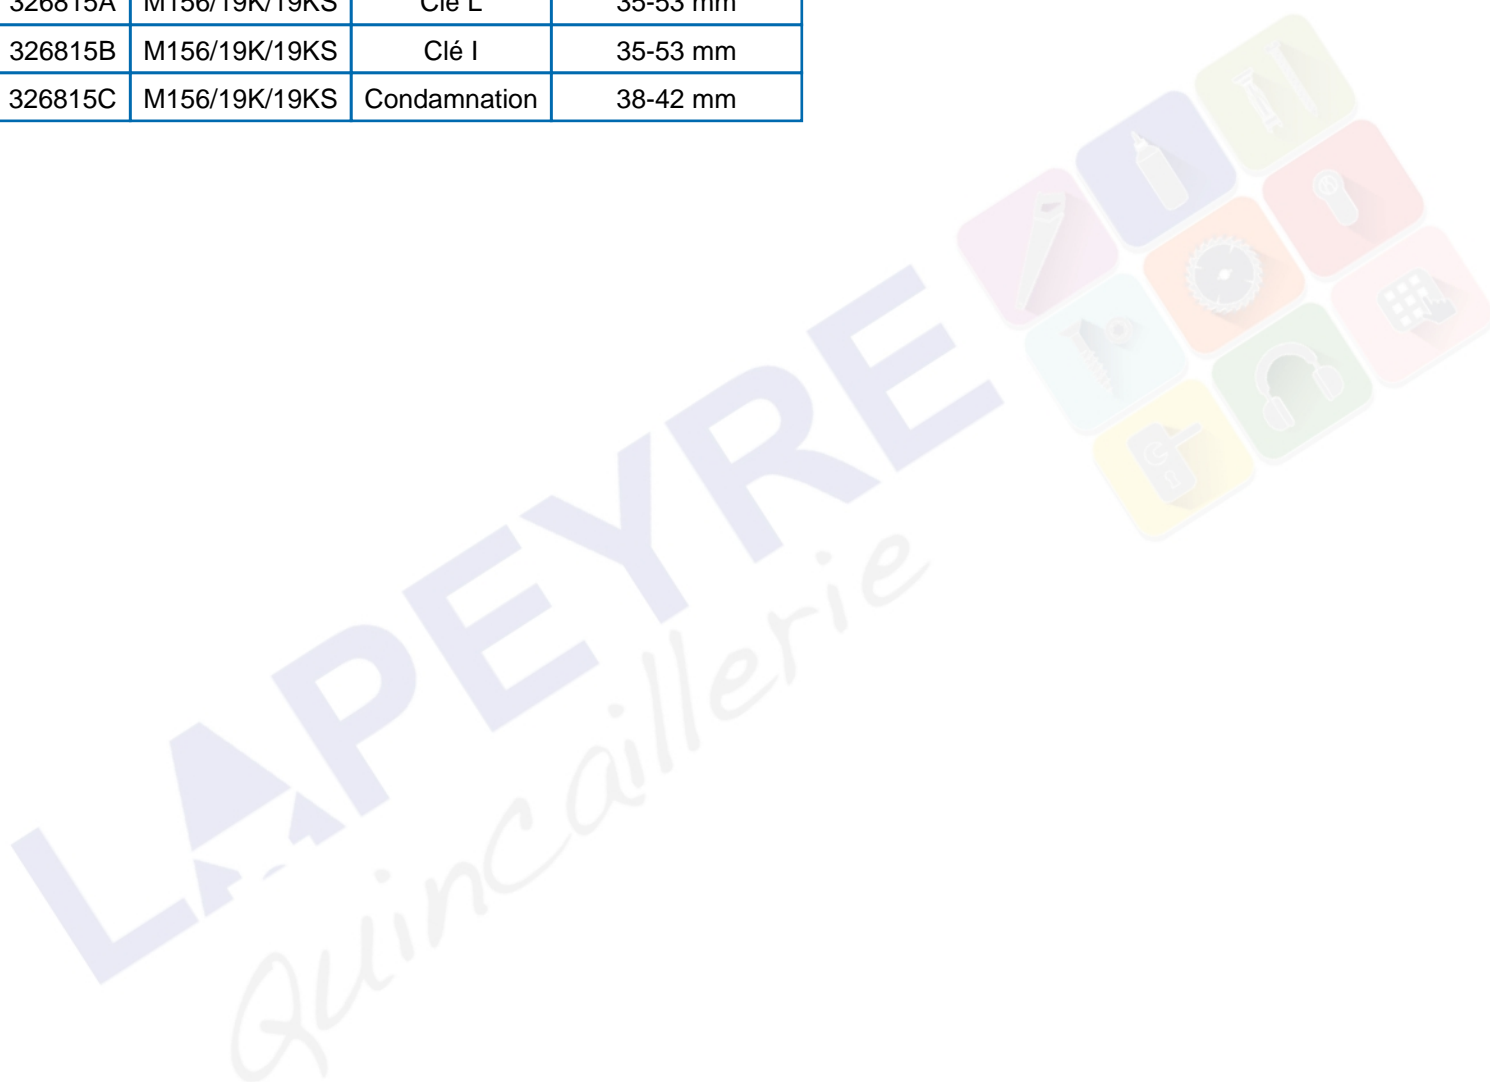 326815A M156/19K/19KS Clé L 35-53 mm
326815B M156/19K/19KS Clé I 35-53 mm
326815C M156/19K/19KS Condamnation 38-42 mm
LAPEYRE
Quincaillerie